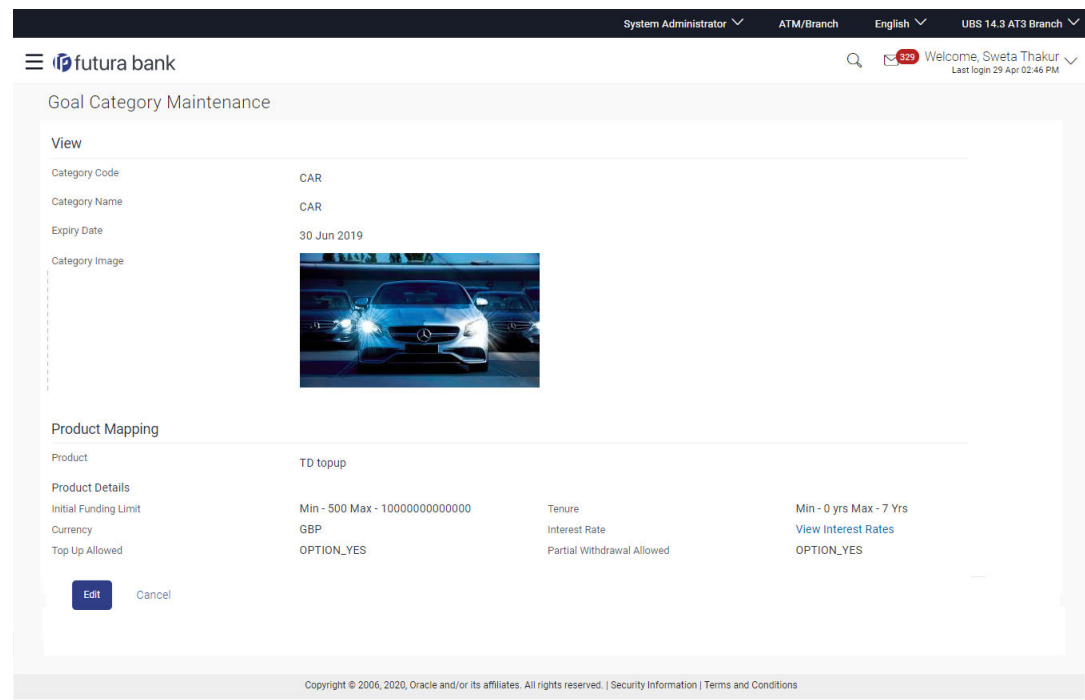 System Administrator ATM/Branch English UBS 14.3 AT3 Branch
futura bank 329 Welcome, Sweta Thakur
Last login 29 Apr 02:46 PM
Goal Category Maintenance
View
Category Code CAR
Category Name CAR
Expiry Date 30 Jun 2019
Category Image
Product Mapping
Product TD topup
Product Details
Initial Funding Limit Min - 500 Max - 10000000000000 Tenure Min - 0 yrs Max - 7 Yrs
Currency GBP Interest Rate View Interest Rates
Top Up Allowed OPTION_YES Partial Withdrawal Allowed OPTION_YES
Edit Cancel
Copyright © 2006, 2020, Oracle and/or its affiliates. All rights reserved. | Security Information | Terms and Conditions